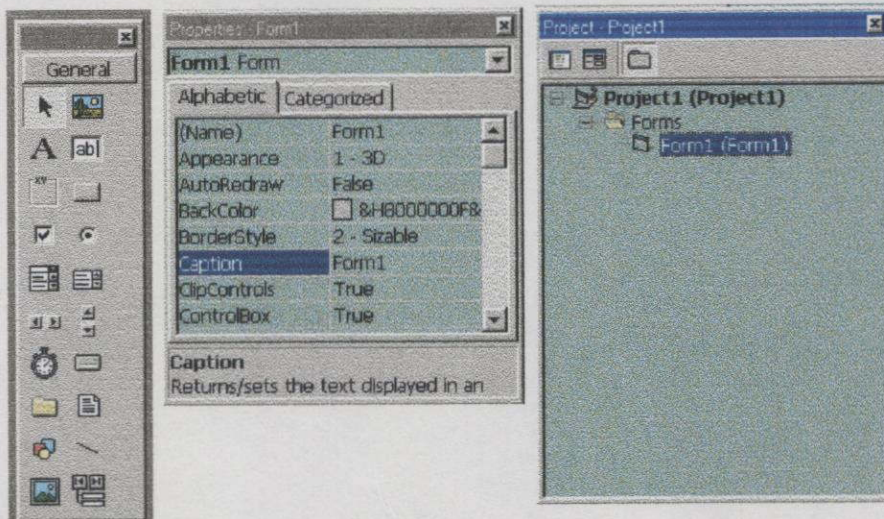 General
A
ab
xy
Properties - Form1
Form1 Form
Alphabetic Categorized
(Name) Form1
Appearance 1 - 3D
AutoRedraw False
BackColor &H8000000F&
BorderStyle 2 - Sizable
Caption Form1
ClipControls True
ControlBox True
Caption
Returns/sets the text displayed in an
Project - Project1
Project1 (Project1)
Forms
Form1 (Form1)